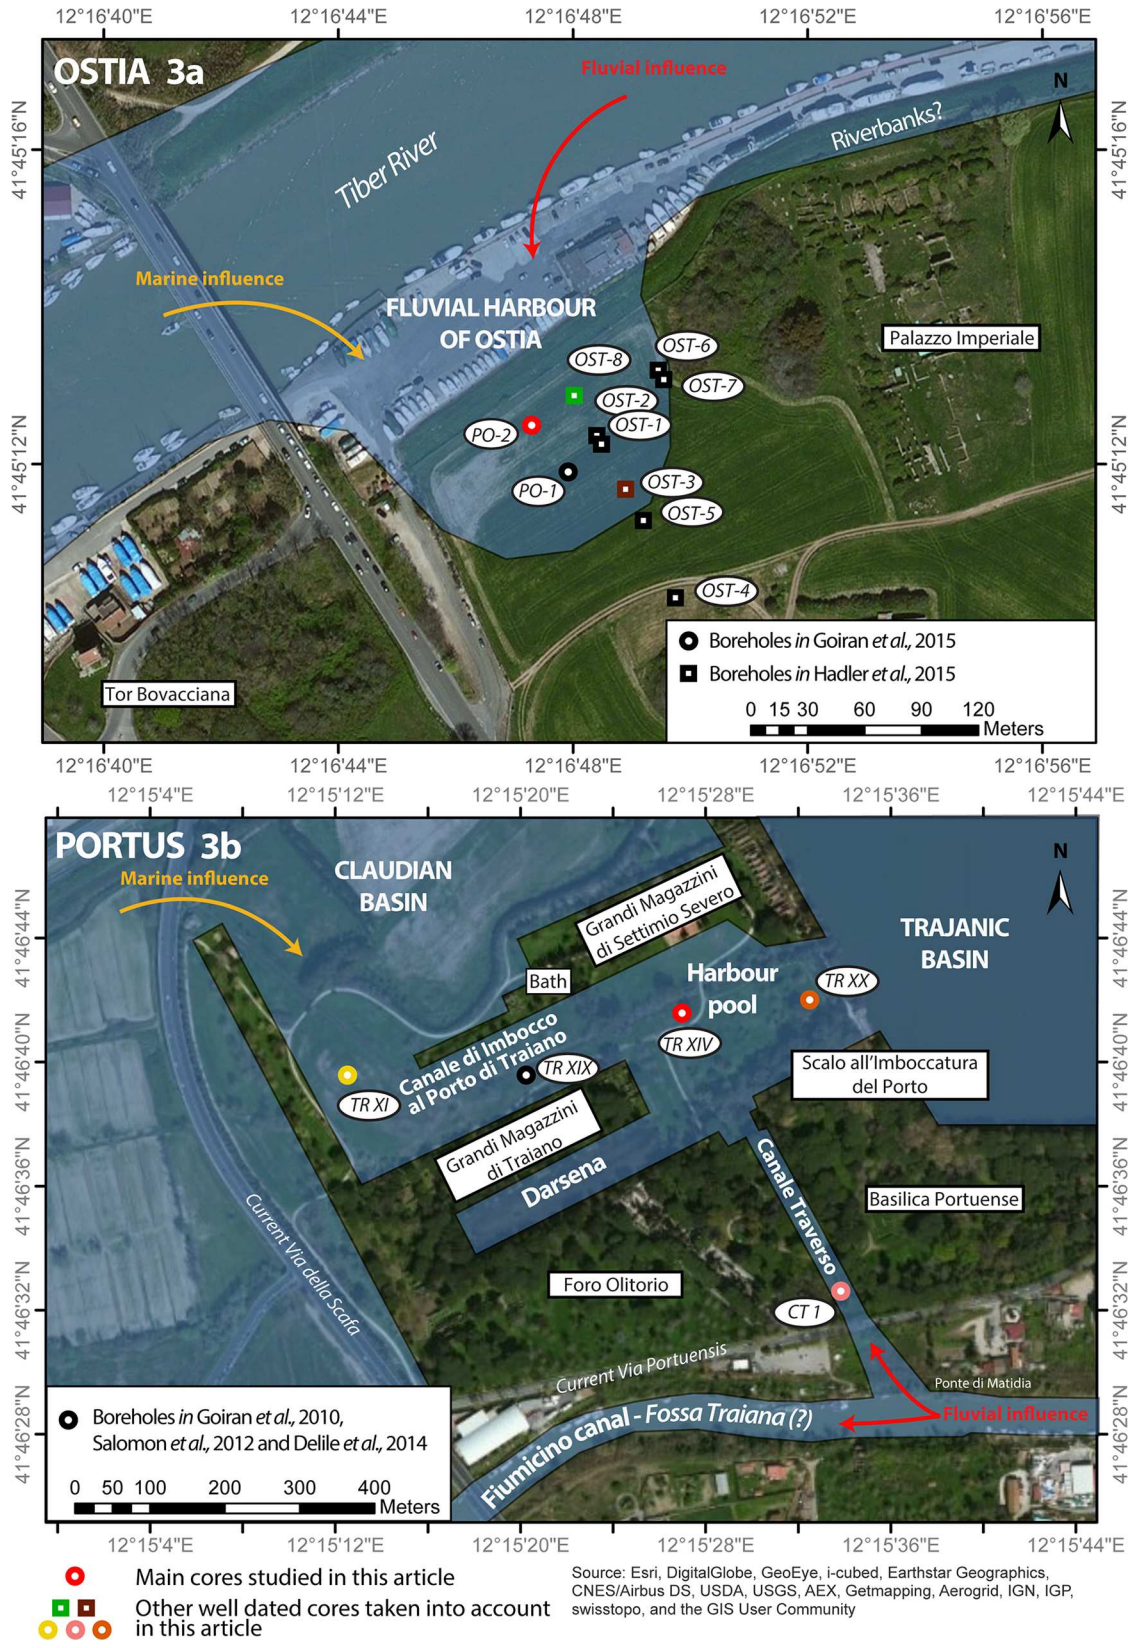 12°16'40"E 12°16'44"E 12°16'48"E 12°16'52"E 12°16'56"E
OSTIA 3a
Fluvial influence
N
41°45'16"N
41°45'16"N
Tiber River
Riverbanks?
Marine influence
FLUVIAL HARBOUR
OF OSTIA
Palazzo Imperiale
OST-6
OST-8
OST-7
OST-2
OST-1
PO-2
41°45'12"N
41°45'12"N
OST-3
PO-1
OST-5
OST-4
Boreholes in Goiran et al., 2015
Boreholes in Hadler et al., 2015
Tor Bovacciana
0 15 30 60 90 120
Meters
12°16'40"E 12°16'44"E 12°16'48"E 12°16'52"E 12°16'56"E
12°15'4"E 12°15'12"E 12°15'20"E 12°15'28"E 12°15'36"E 12°15'44"E
PORTUS 3b
N
Marine influence
CLAUDIAN
BASIN
Grandi Magazzini
di Settimio Severo
41°46'44"N
41°46'44"N
TRAJANIC
BASIN
Bath
Harbour
pool
TR XX
TR XIV
41°46'40"N
41°46'40"N
Canale di Imbocco
al Porto di Traiano
TR XIX
TR XI
Scalo all'Imboccatura
del Porto
Grandi Magazzini
di Traiano
Darsena
41°46'36"N
41°46'36"N
Canale Traverso
Basilica Portuense
Current Via della Scafa
Foro Olitorio
CT 1
41°46'32"N
41°46'32"N
Current Via Portuensis
Ponte di Matidia
Fluvial influence
41°46'28"N
41°46'28"N
Fiumicino canal - Fossa Traiana (?)
Boreholes in Goiran et al., 2010,
Salomon et al., 2012 and Delile et al., 2014
0 50 100 200 300 400
Meters
12°15'4"E 12°15'12"E 12°15'20"E 12°15'28"E 12°15'36"E 12°15'44"E
Main cores studied in this article
Other well dated cores taken into account
in this article
Source: Esri, DigitalGlobe, GeoEye, i-cubed, Earthstar Geographics,
CNES/Airbus DS, USDA, USGS, AEX, Getmapping, Aerogrid, IGN, IGP,
swisstopo, and the GIS User Community